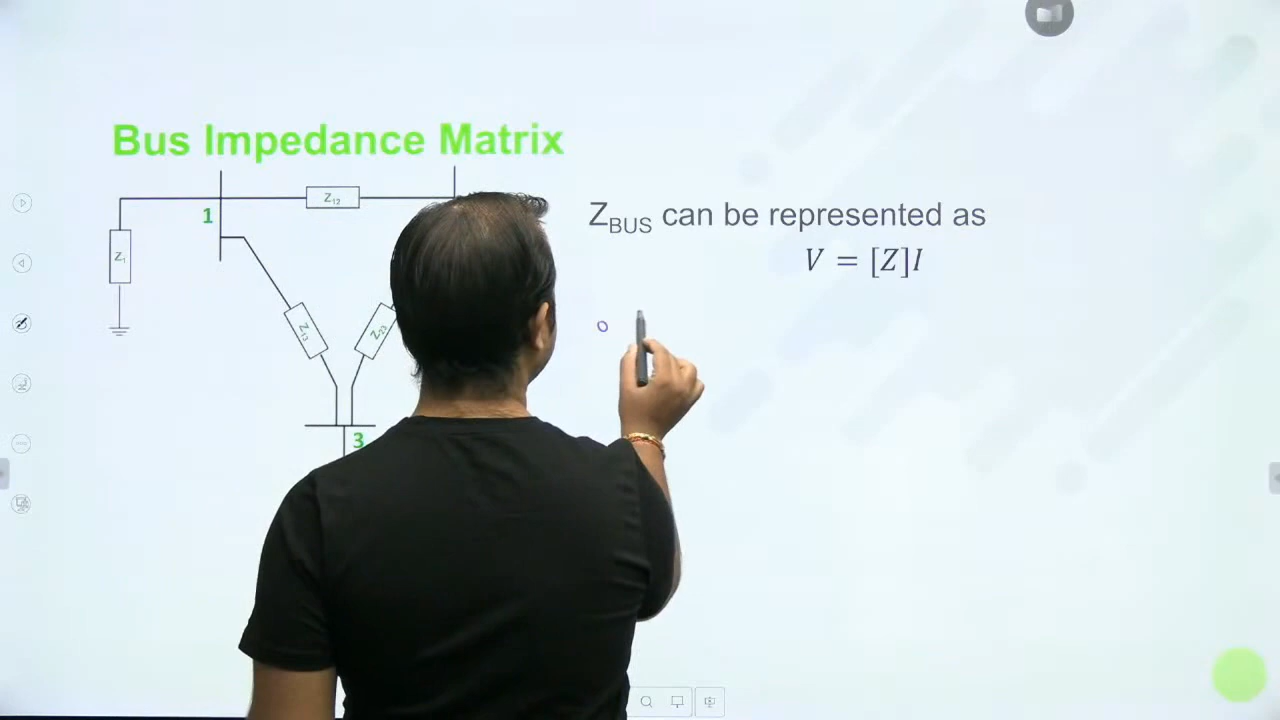 Bus Impedance Matrix
Z12
1
Z1
Z13
Z23
3
ZBUS can be represented as
V = [Z]I
o